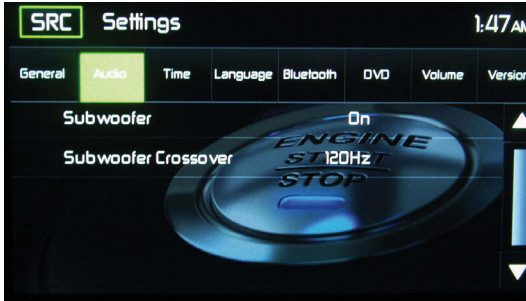 SRC Settings 1:47AM
General Audio Time Language Bluetooth DVD Volume Version
Subwoofer On
Subwoofer Crossover 120Hz
ENGINE
START
STOP